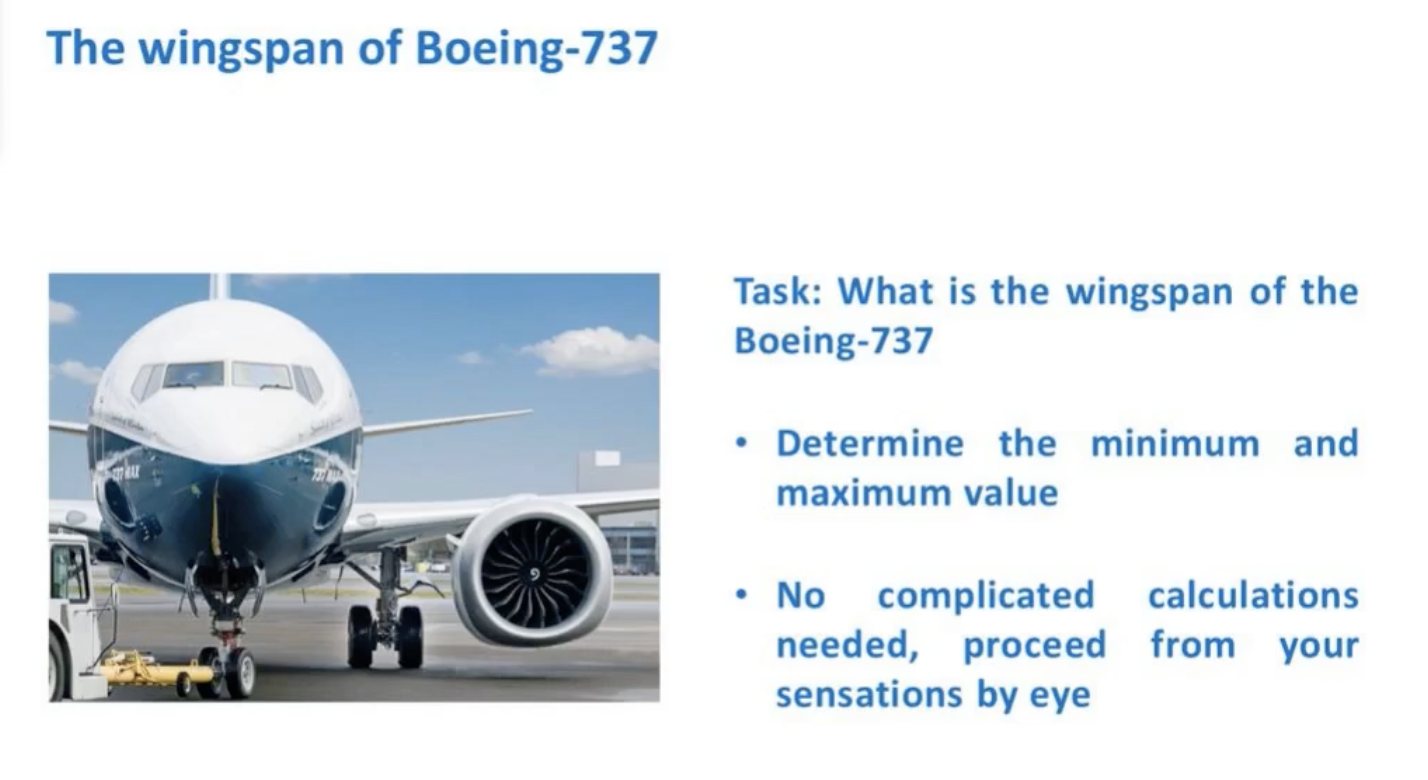 The wingspan of Boeing-737
Task: What is the wingspan of the
Boeing-737
• Determine the minimum and
maximum value
• No complicated calculations
needed, proceed from your
sensations by eye
737 MAX
737 MAX